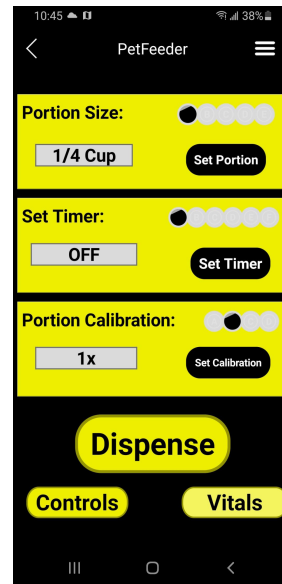 10:45 38%
PetFeeder
Portion Size:
1/4 Cup Set Portion
Set Timer:
OFF Set Timer
Portion Calibration:
1x Set Calibration
Dispense
Controls Vitals